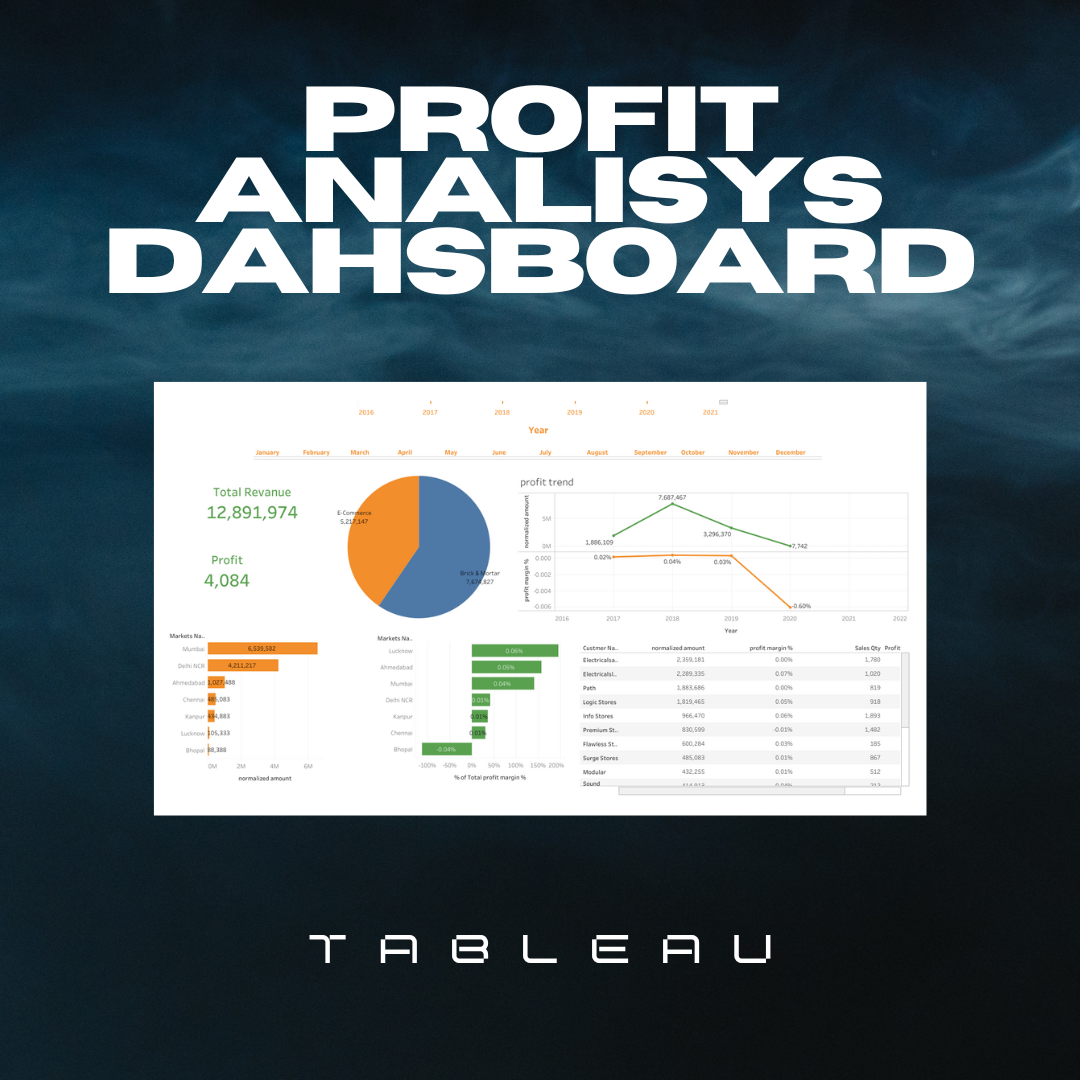 PROFIT
ANALISYS
DAHSBOARD
2016 2017 2018 2019 2020 2021
Year
January February March April May June July August September October November December
Total Revanue
12,891,974
Profit
4,084
E-Commerce
5,217,147
Brick & Mortar
profit trend
normalized amount
5M
0M
7,687,467
1,886,109
3,296,370
7,742
profit margin %
0.000
-0.002
-0.004
-0.006
0.02%
0.04%
0.03%
-0.60%
2016 2017 2018 2019 2020 2021 2022
Year
Markets Na..
Mumbai 6,539,582
Delhi NCR 4,211,217
Ahmedabad 1,027,488
Chennai 485,083
Kanpur 434,883
Lucknow 105,333
Bhopal 88,388
0M 2M 4M 6M
normalized amount
Markets Na..
Lucknow 0.06%
Ahmedabad 0.05%
Mumbai 0.04%
Delhi NCR 0.01%
Kanpur 0.01%
Chennai 0.01%
Bhopal -0.04%
-100% -50% 0% 50% 100% 150% 200%
% of Total profit margin %
Custmer Na.. normalized amount profit margin % Sales Qty Profit
Electricalsa.. 2,359,181 0.00% 1,780
Electricalsl.. 2,289,335 0.07% 1,020
Path 1,883,686 0.00% 819
Logic Stores 1,819,465 0.05% 918
Info Stores 966,470 0.06% 1,893
Premium St.. 830,599 -0.01% 1,482
Flawless St.. 600,284 0.03% 185
Surge Stores 485,083 0.01% 867
Modular 432,255 0.01% 512
Sound
TABLEAU